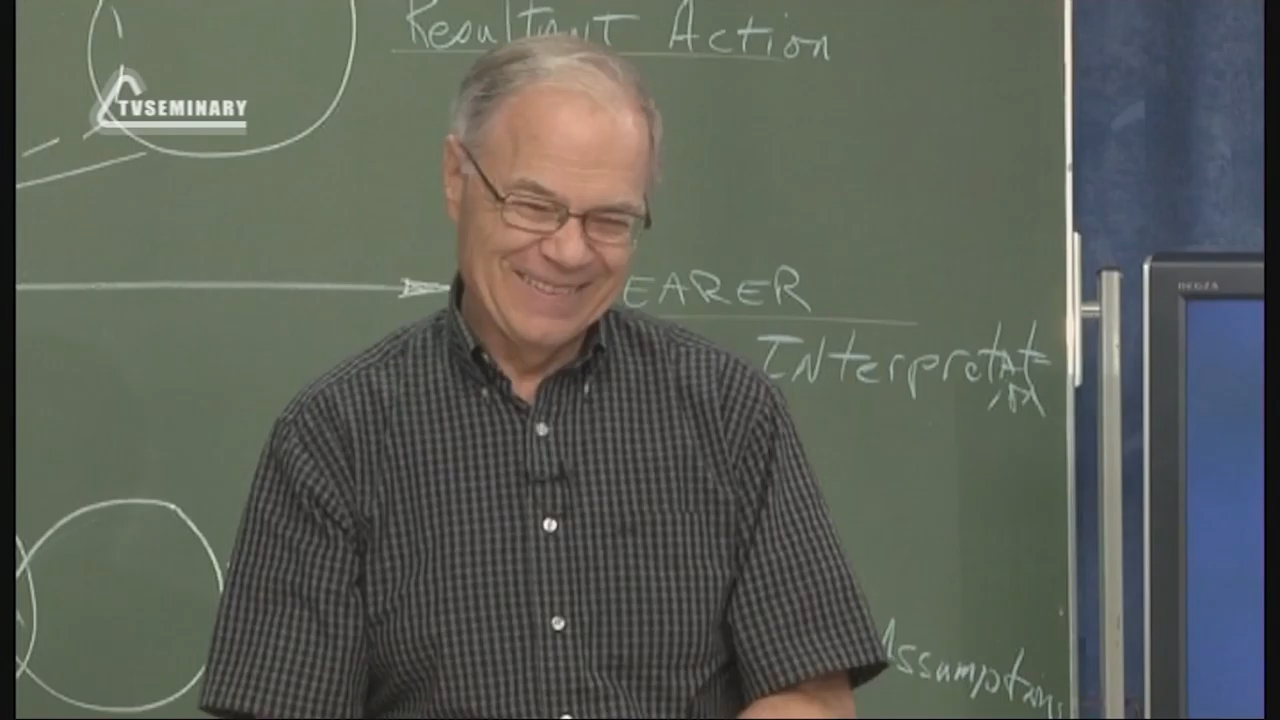 Resultant Action
TVSEMINARY
EARER
Interpretation
Assumptions